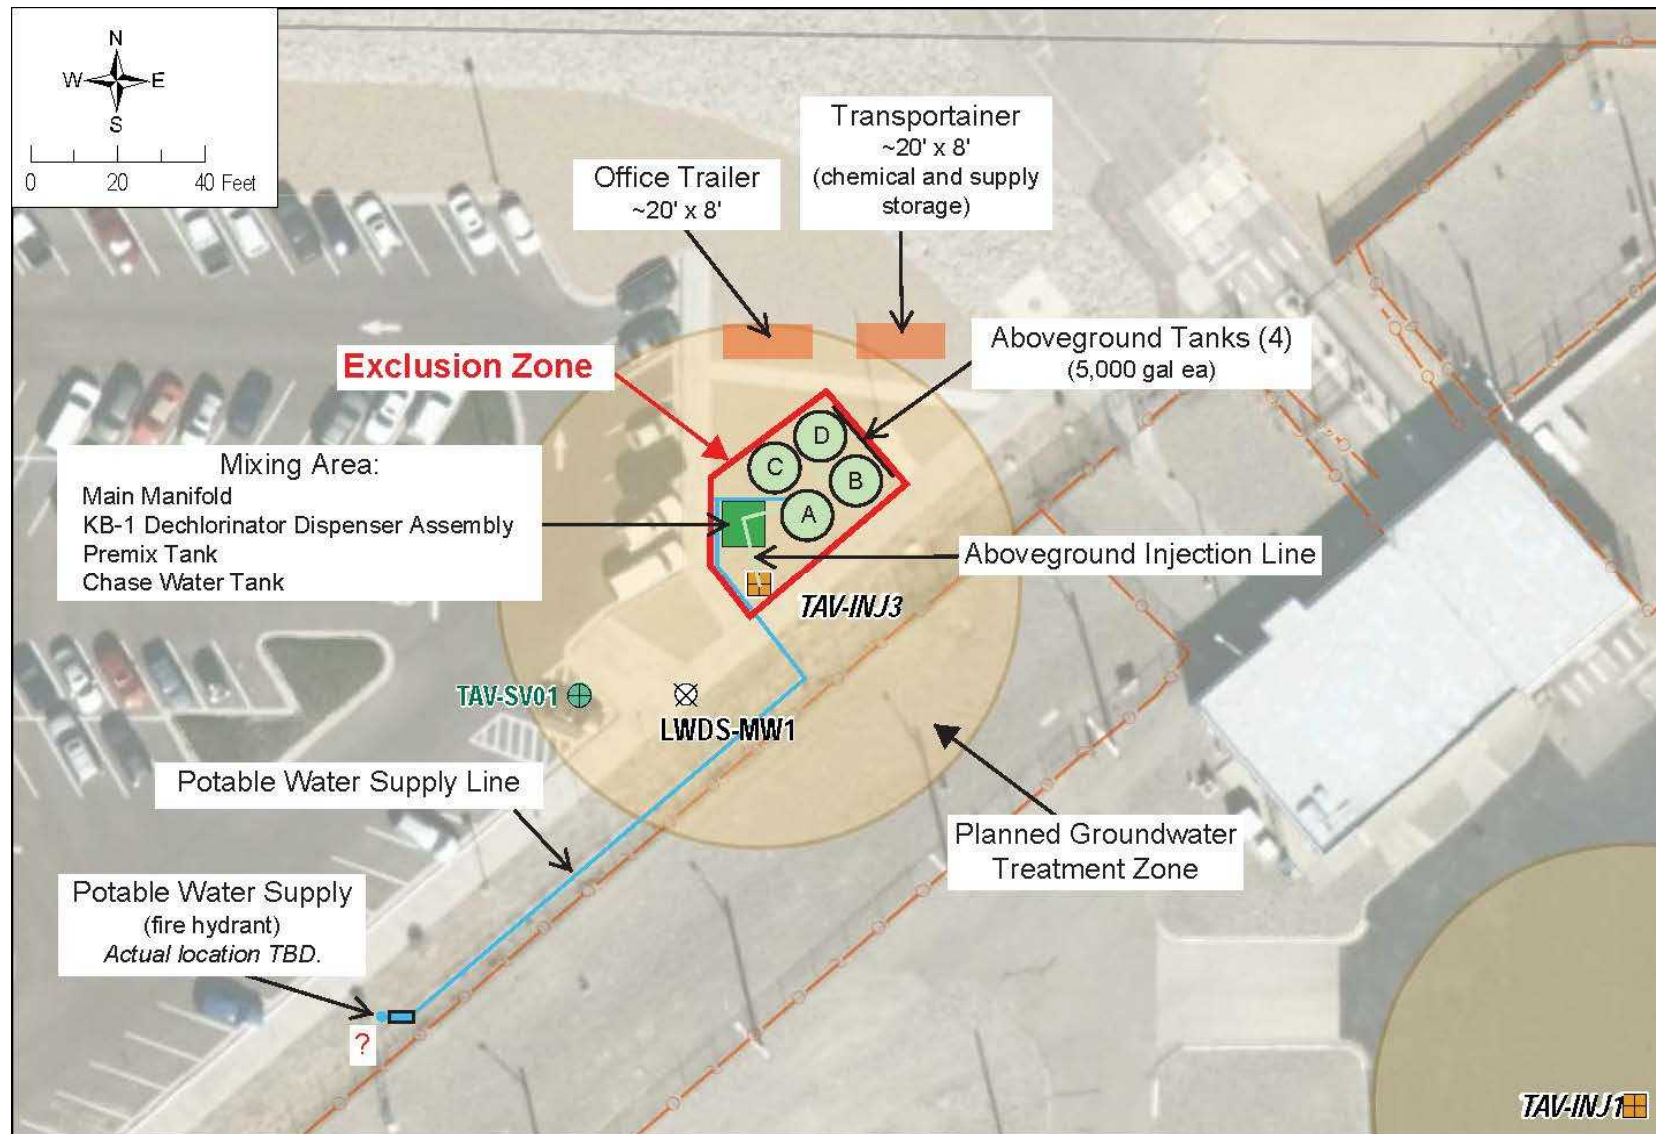 N
W E
S
0 20 40 Feet
Transportainer
~20' x 8'
(chemical and supply
storage)
Office Trailer
~20' x 8'
Aboveground Tanks (4)
(5,000 gal ea)
Exclusion Zone
D
C
B
A
Mixing Area:
Main Manifold
KB-1 Dechlorinator Dispenser Assembly
Premix Tank
Chase Water Tank
Aboveground Injection Line
TAV-INJ3
TAV-SV01
LWDS-MW1
Potable Water Supply Line
Planned Groundwater
Treatment Zone
Potable Water Supply
(fire hydrant)
Actual location TBD.
?
TAV-INJ1